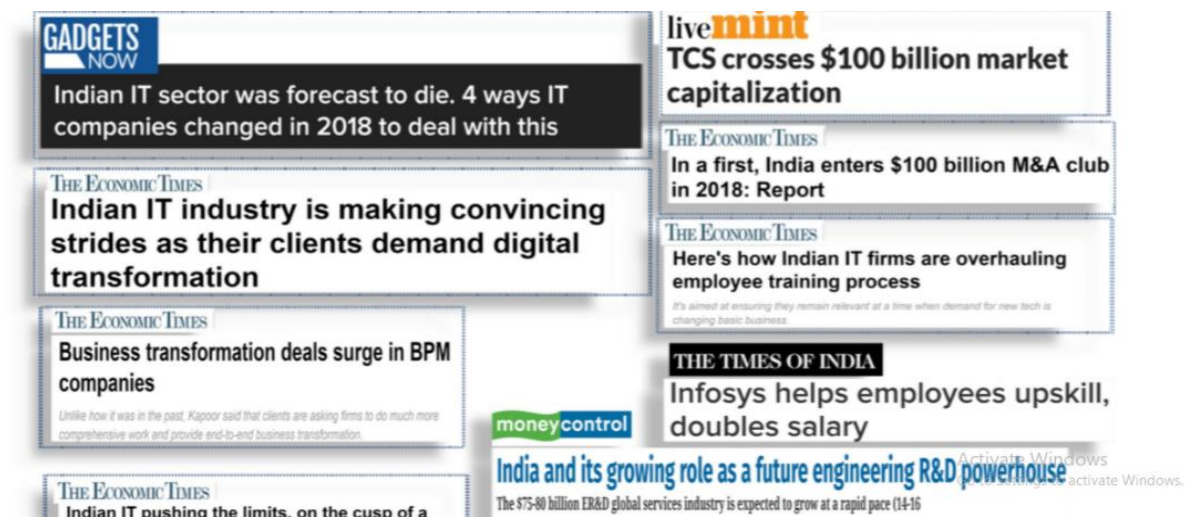 GADGETS
NOW
Indian IT sector was forecast to die. 4 ways IT
companies changed in 2018 to deal with this
THE ECONOMIC TIMES
Indian IT industry is making convincing
strides as their clients demand digital
transformation
THE ECONOMIC TIMES
Business transformation deals surge in BPM
companies
Unlike how it was in the past, Kapoor said that clients are asking firms to do much more
comprehensive work and provide end-to-end business transformation.
THE ECONOMIC TIMES
Indian IT pushing the limits, on the cusp of a
livemint
TCS crosses $100 billion market
capitalization
THE ECONOMIC TIMES
In a first, India enters $100 billion M&A club
in 2018: Report
THE ECONOMIC TIMES
Here's how Indian IT firms are overhauling
employee training process
It's aimed at ensuring they remain relevant at a time when demand for new tech is
changing basic business.
THE TIMES OF INDIA
Infosys helps employees upskill,
doubles salary
moneycontrol
India and its growing role as a future engineering R&D powerhouse
The $75-80 billion ER&D global services industry is expected to grow at a rapid pace (14-16
Activate Windows
activate Windows.